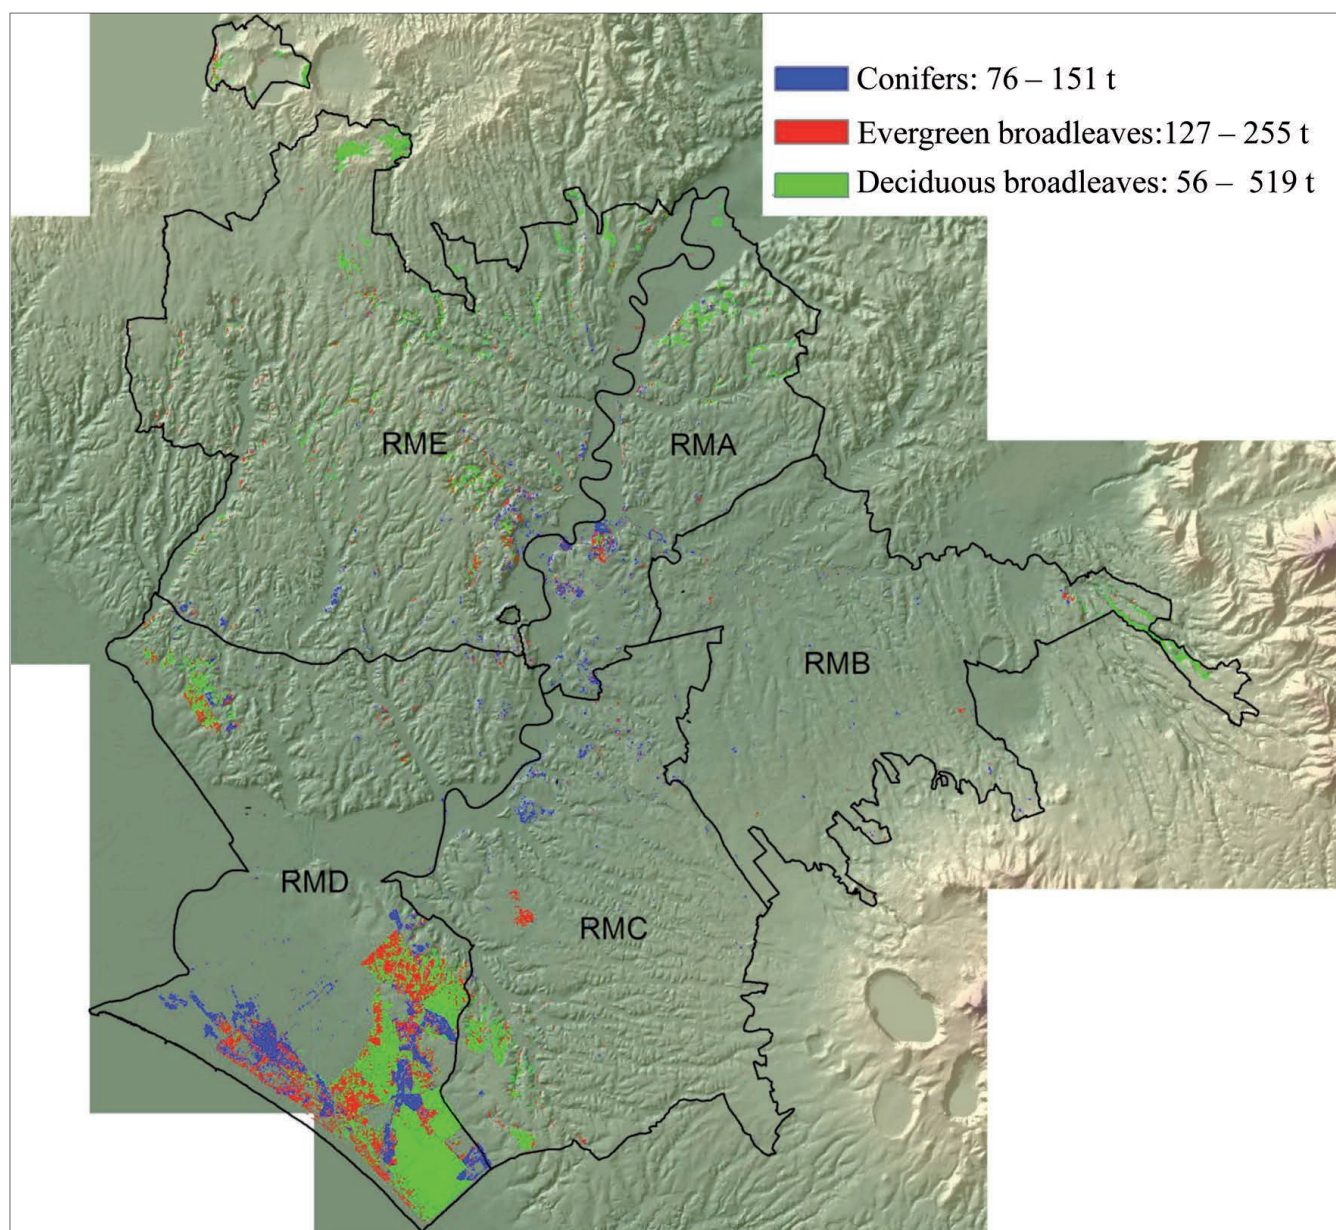 Conifers: 76 – 151 t
Evergreen broadleaves:127 – 255 t
Deciduous broadleaves: 56 – 519 t
RME
RMA
RMB
RMD
RMC